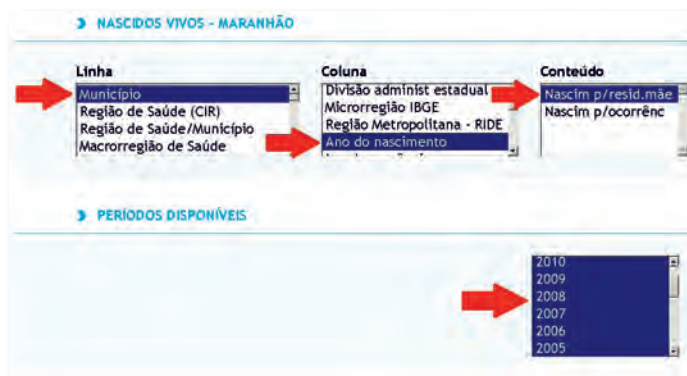 NASCIDOS VIVOS - MARANHÃO
Linha
Município
Região de Saúde (CIR)
Região de Saúde/Município
Macrorregião de Saúde
Coluna
Divisão administ estadual
Microrregião IBGE
Região Metropolitana - RIDE
Ano do nascimento
Conteúdo
Nascim p/resid.mãe
Nascim p/ocorrênc
PERÍODOS DISPONÍVEIS
2010
2009
2008
2007
2006
2005